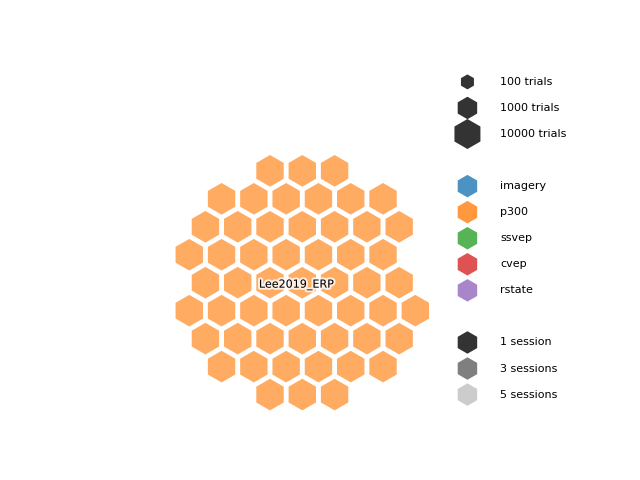 100 trials
1000 trials
10000 trials
imagery
p300
ssvep
cvep
rstate
Lee2019_ERP
1 session
3 sessions
5 sessions